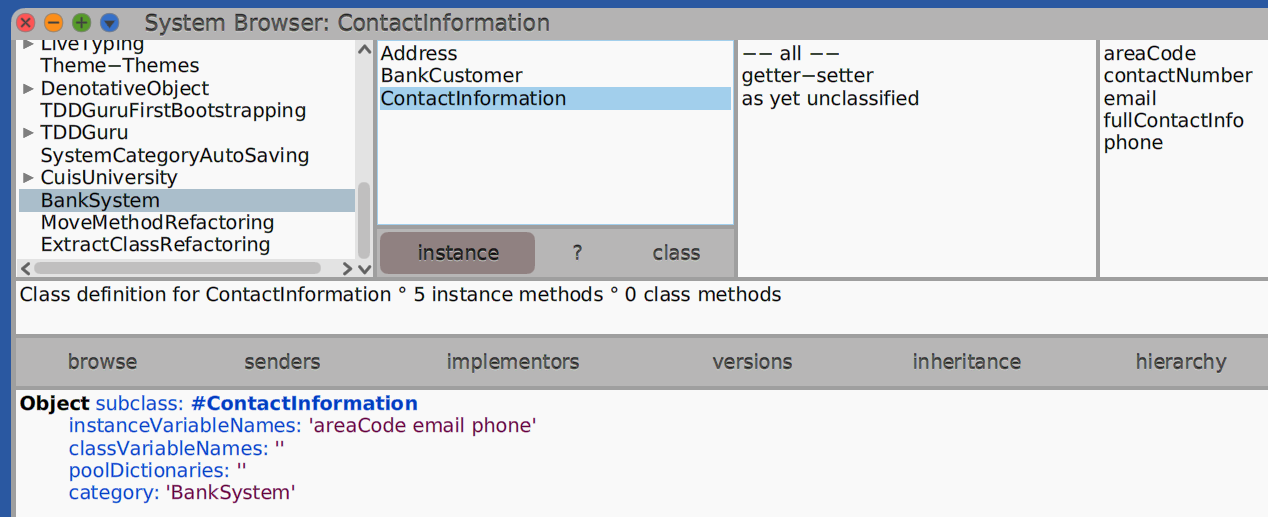 System Browser: ContactInformation
LiveTyping
Theme−Themes
DenotativeObject
TDDGuruFirstBootstrapping
TDDGuru
SystemCategoryAutoSaving
CuisUniversity
BankSystem
MoveMethodRefactoring
ExtractClassRefactoring
Address
BankCustomer
ContactInformation
instance ? class
−− all −−
getter−setter
as yet unclassified
areaCode
contactNumber
email
fullContactInfo
phone
Class definition for ContactInformation ° 5 instance methods ° 0 class methods
browse senders implementors versions inheritance hierarchy
Object subclass: #ContactInformation
instanceVariableNames: 'areaCode email phone'
classVariableNames: ''
poolDictionaries: ''
category: 'BankSystem'